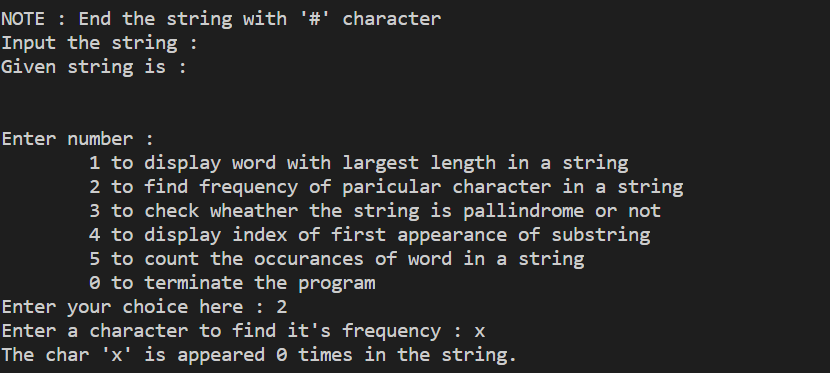 NOTE : End the string with '#' character
Input the string :
Given string is :
Enter number :
1 to display word with largest length in a string
2 to find frequency of paricular character in a string
3 to check wheather the string is pallindrome or not
4 to display index of first appearance of substring
5 to count the occurances of word in a string
0 to terminate the program
Enter your choice here : 2
Enter a character to find it's frequency : x
The char 'x' is appeared 0 times in the string.